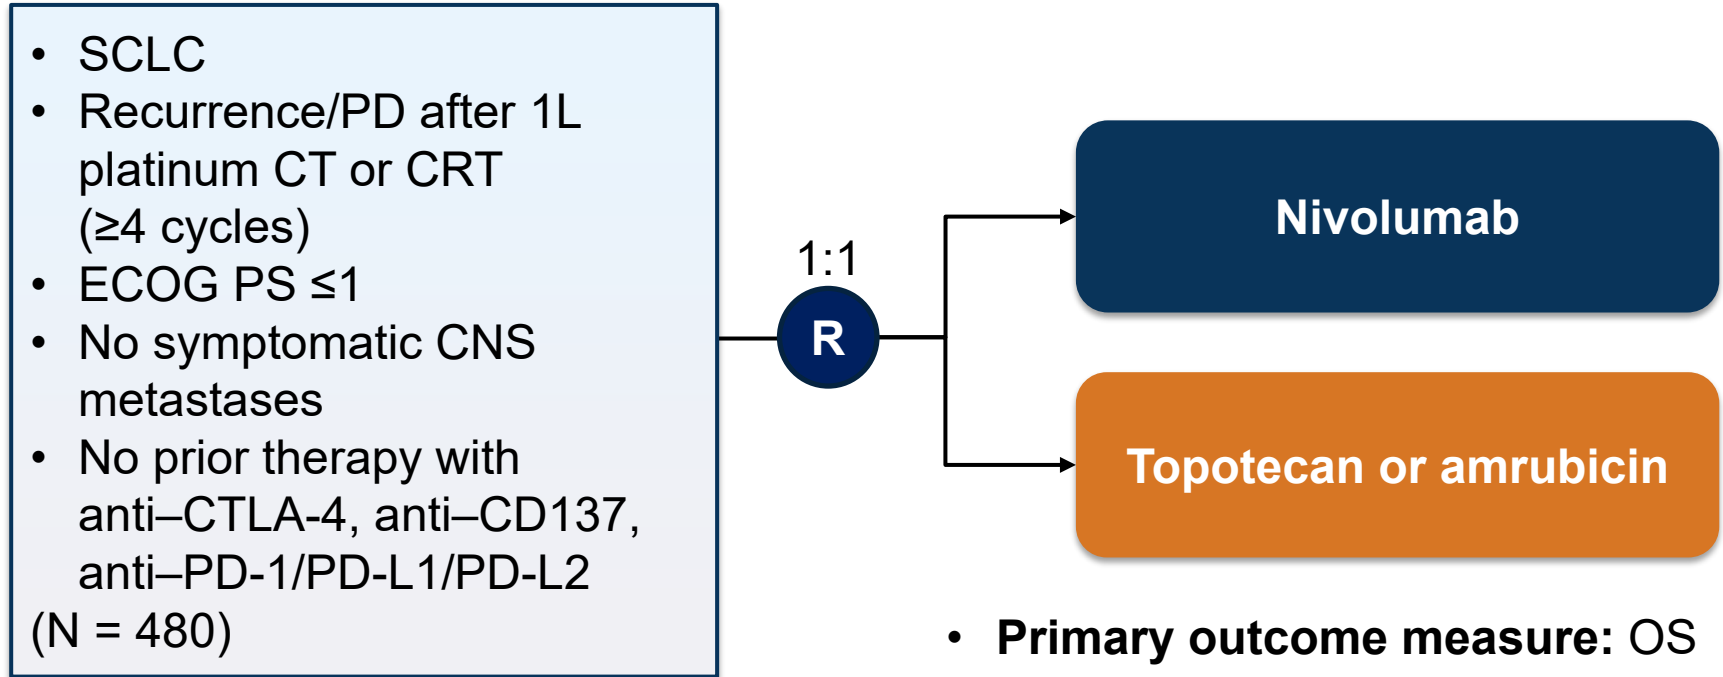 • SCLC
• Recurrence/PD after 1L
platinum CT or CRT
(≥4 cycles)
• ECOG PS ≤1
• No symptomatic CNS
metastases
• No prior therapy with
anti–CTLA-4, anti–CD137,
anti–PD-1/PD-L1/PD-L2
(N = 480)
1:1
R
Nivolumab
Topotecan or amrubicin
• Primary outcome measure: OS